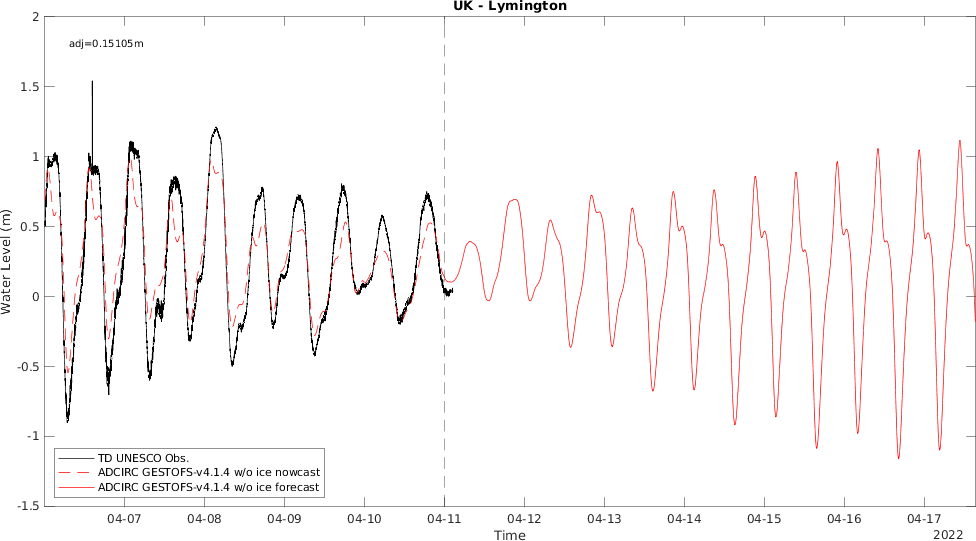 UK - Lymington
adj=0.15105m
2
1.5
1
0.5
0
-0.5
-1
-1.5
Water Level (m)
TD UNESCO Obs.
ADCIRC GESTOFS-v4.1.4 w/o ice nowcast
ADCIRC GESTOFS-v4.1.4 w/o ice forecast
04-07 04-08 04-09 04-10 04-11 04-12 04-13 04-14 04-15 04-16 04-17
Time
2022